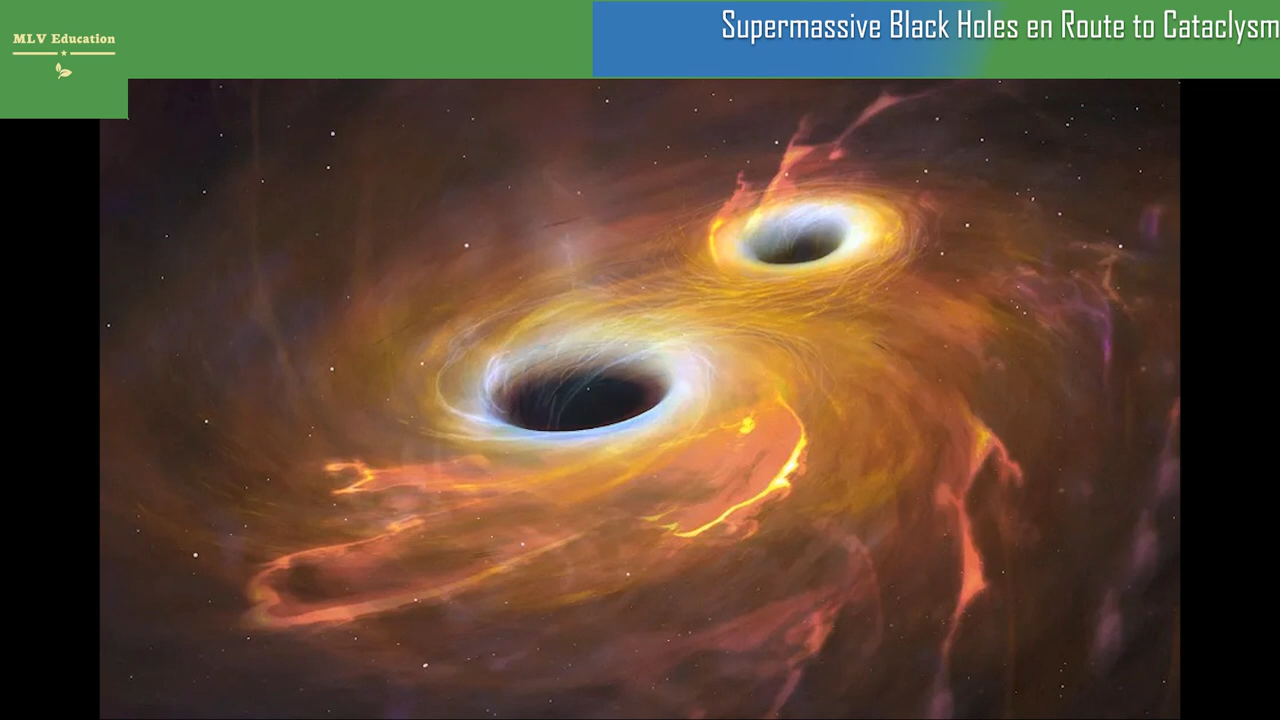 MLV Education
Supermassive Black Holes en Route to Cataclysm